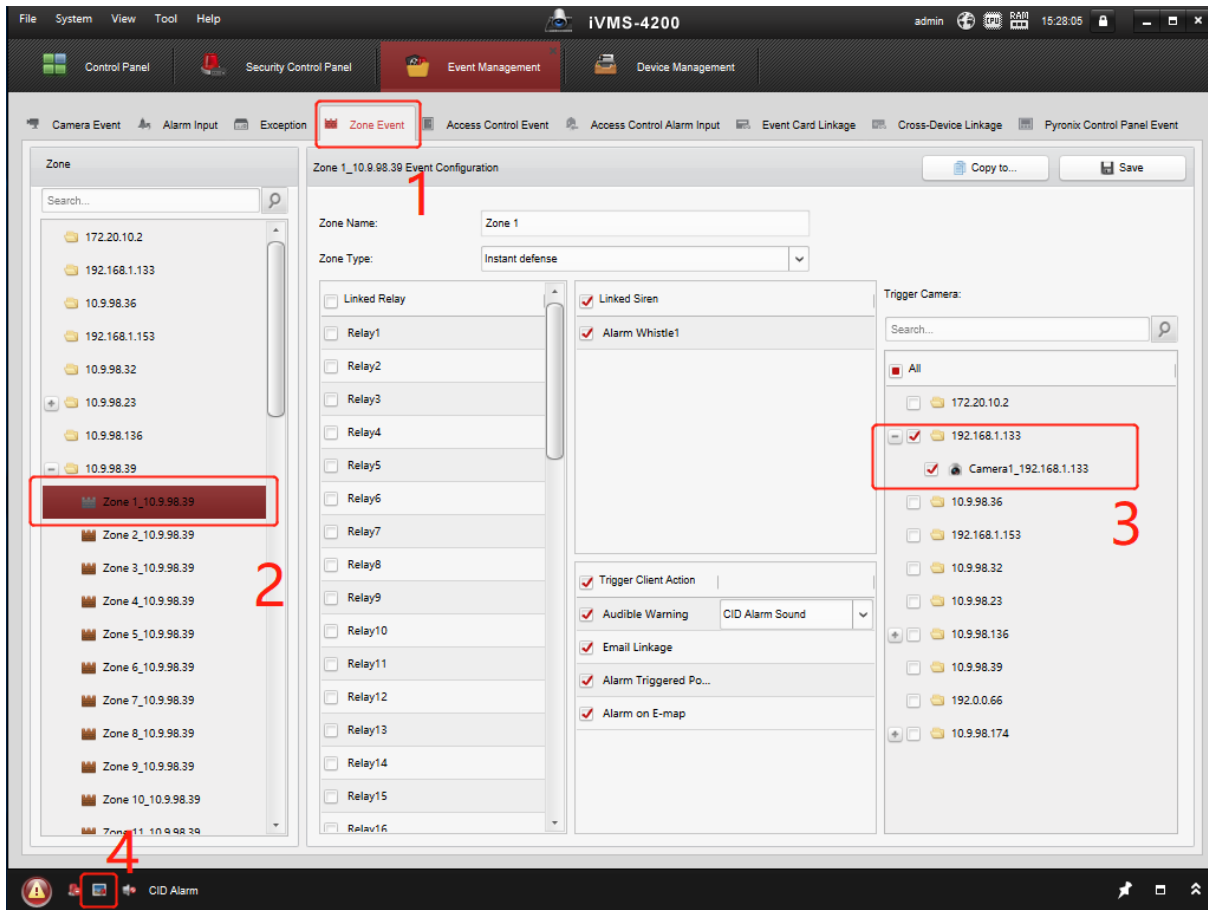 File System View Tool Help iVMS-4200 admin CPU RAM 15:28:05
Control Panel Security Control Panel Event Management Device Management
Camera Event Alarm Input Exception Zone Event Access Control Event Access Control Alarm Input Event Card Linkage Cross-Device Linkage Pyronix Control Panel Event
1
Zone
Search...
172.20.10.2
192.168.1.133
10.9.98.36
192.168.1.153
10.9.98.32
10.9.98.23
10.9.98.136
10.9.98.39
Zone 1_10.9.98.39
2
Zone 2_10.9.98.39
Zone 3_10.9.98.39
Zone 4_10.9.98.39
Zone 5_10.9.98.39
Zone 6_10.9.98.39
Zone 7_10.9.98.39
Zone 8_10.9.98.39
Zone 9_10.9.98.39
Zone 10_10.9.98.39
Zone 11_10.9.98.39
Zone 1_10.9.98.39 Event Configuration Copy to... Save
Zone Name: Zone 1
Zone Type: Instant defense
Linked Relay
Relay1
Relay2
Relay3
Relay4
Relay5
Relay6
Relay7
Relay8
Relay9
Relay10
Relay11
Relay12
Relay13
Relay14
Relay15
Relay16
Linked Siren
Alarm Whistle1
Trigger Client Action
Audible Warning CID Alarm Sound
Email Linkage
Alarm Triggered Po...
Alarm on E-map
Trigger Camera:
Search...
All
172.20.10.2
192.168.1.133
Camera1_192.168.1.133
3
10.9.98.36
192.168.1.153
10.9.98.32
10.9.98.23
10.9.98.136
10.9.98.39
192.0.0.66
10.9.98.174
4
CID Alarm